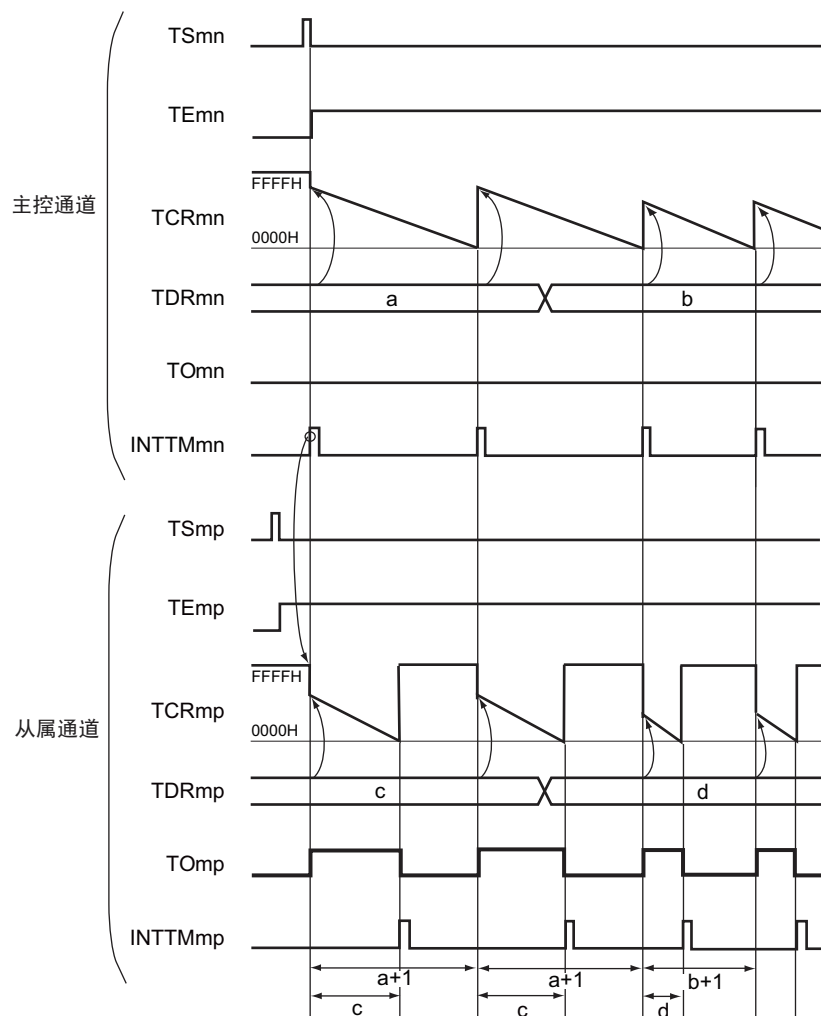 主控通道
TSmn
TEmn
FFFFH
TCRmn
0000H
TDRmn
a
b
TOmn
INTTMmn
从属通道
TSmp
TEmp
FFFFH
TCRmp
0000H
TDRmp
c
d
TOmp
INTTMmp
a+1
a+1
b+1
c
c
d